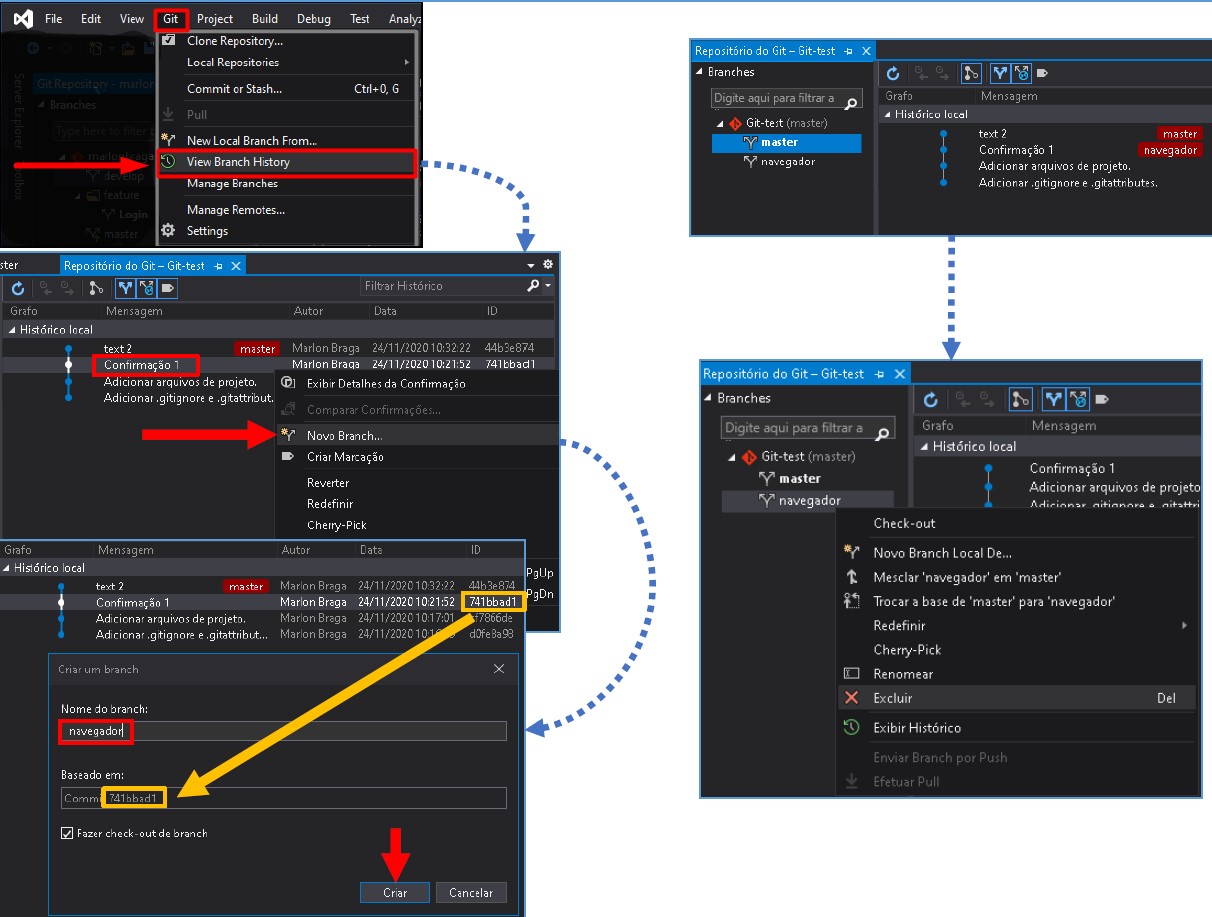 File Edit View Git Project Build Debug Test Analyz
Clone Repository...
Local Repositories
Commit or Stash... Ctrl+0, G
Pull
New Local Branch From...
View Branch History
Manage Branches
Manage Remotes...
Settings
Server Explorer
Toolbox
Git Repository - marlon
Branches
Type here to filter
develop
feature
Login
master
ster Repositório do Git – Git-test
Filtrar Histórico
Grafo Mensagem Autor Data ID
Histórico local
text 2 master Marlon Braga 24/11/2020 10:32:22 44b3e874
Confirmação 1 Marlon Braga 24/11/2020 10:21:52 741bbad1
Adicionar arquivos de projeto.
Adicionar .gitignore e .gitattribut.
Exibir Detalhes da Confirmação
Comparar Confirmações...
Novo Branch...
Criar Marcação
Reverter
Redefinir
Cherry-Pick
PgUp
PgDn
Grafo Mensagem Autor Data ID
Histórico local
text 2 master Marlon Braga 24/11/2020 10:32:22 44b3e874
Confirmação 1 Marlon Braga 24/11/2020 10:21:52 741bbad1
Adicionar arquivos de projeto. Marlon Braga 24/11/2020 10:17:01 f7866de
Adicionar .gitignore e .gitattribut... Marlon Braga 24/11/2020 d0fe8a93
Criar um branch
Nome do branch:
navegador
Baseado em:
Commi 741bbad1
Fazer check-out de branch
Criar Cancelar
Repositório do Git – Git-test
Branches
Digite aqui para filtrar a
Git-test (master)
master
navegador
Grafo Mensagem
Histórico local
text 2 master
Confirmação 1 navegador
Adicionar arquivos de projeto.
Adicionar .gitignore e .gitattributes.
Repositório do Git – Git-test
Branches
Digite aqui para filtrar a
Git-test (master)
master
navegador
Grafo Mensagem
Histórico local
Confirmação 1
Adicionar arquivos de projeto
Adicionar .gitignore e .gitattri
Check-out
Novo Branch Local De...
Mesclar 'navegador' em 'master'
Trocar a base de 'master' para 'navegador'
Redefinir
Cherry-Pick
Renomear
Excluir Del
Exibir Histórico
Enviar Branch por Push
Efetuar Pull